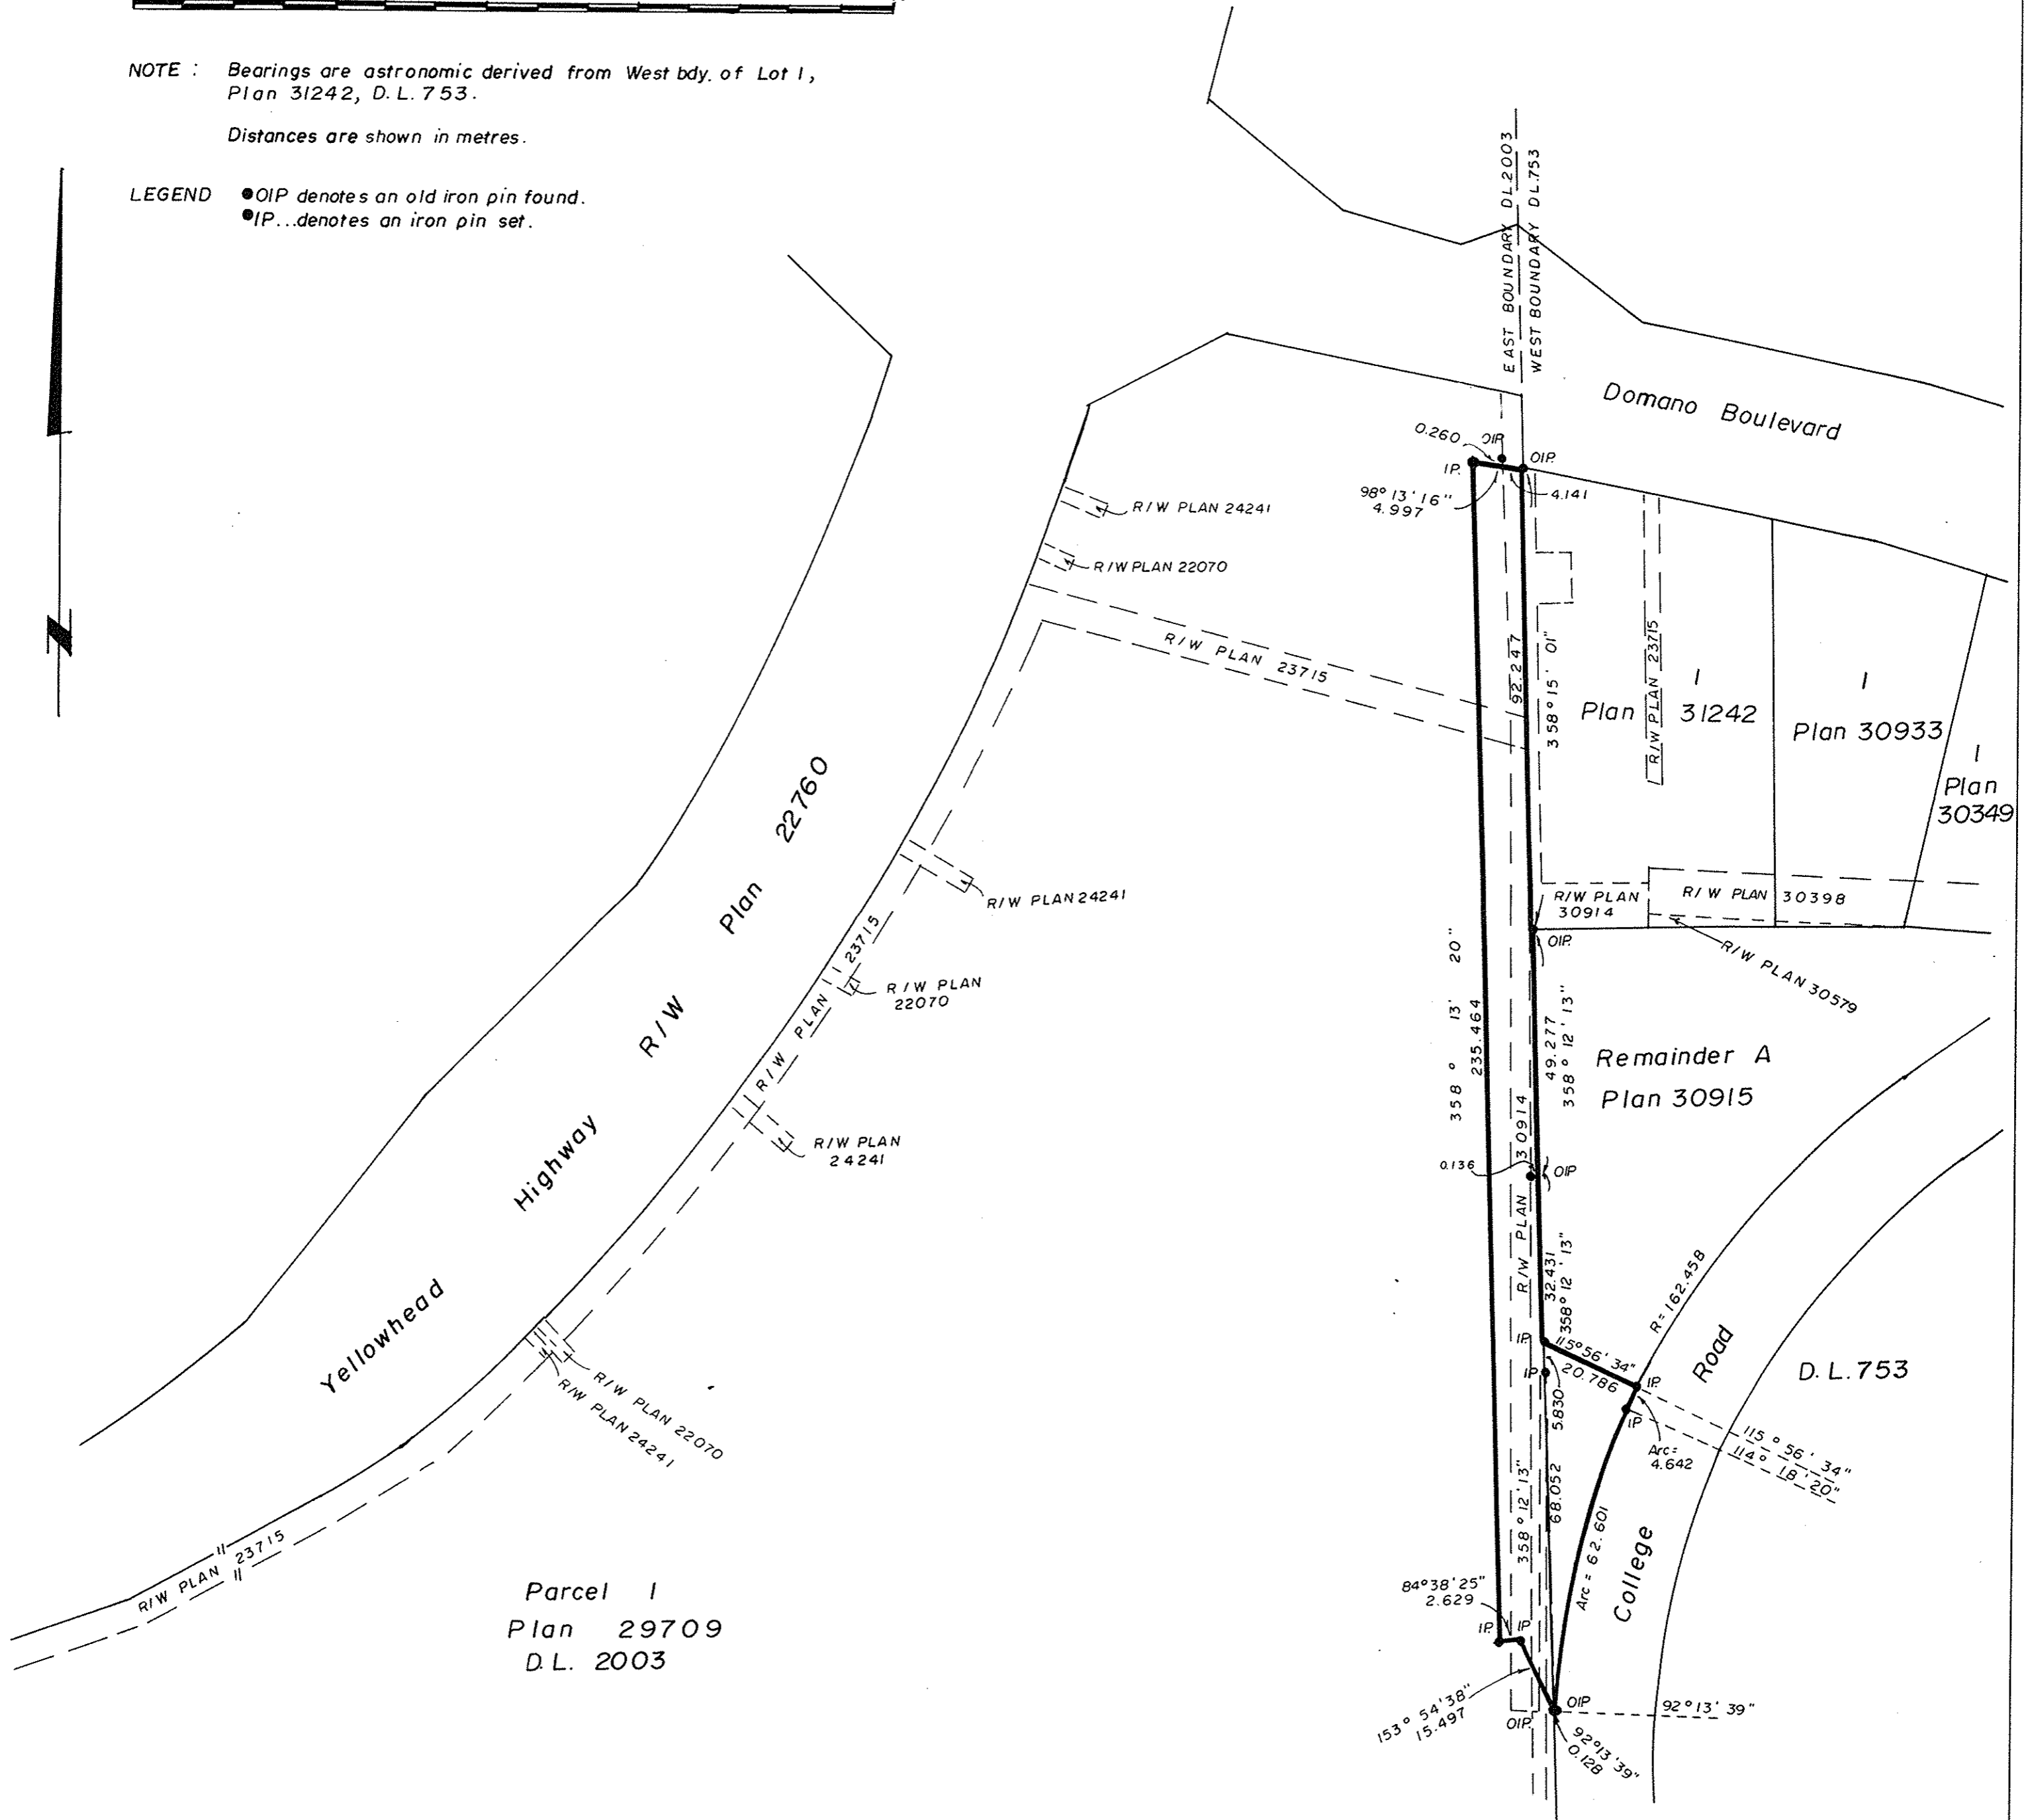 NOTE : Bearings are astronomic derived from West bdy. of Lot 1,
Plan 31242, D.L. 753.
Distances are shown in metres.
LEGEND ●OIP denotes an old iron pin found.
●IP...denotes an iron pin set.
N
EAST BOUNDARY DL.2003
WEST BOUNDARY DL.753
Domano Boulevard
0.260
OIP.
OIP.
IP.
98° 13' 16"
4.997
4.141
R/W PLAN 24241
R/W PLAN 22070
R/W PLAN 23715
92.247
358° 15' 01"
R/W PLAN 23715
1
Plan 31242
1
Plan 30933
1
Plan
30349
R/W PLAN
30914
R/W PLAN 30398
OIP.
R/W PLAN 30579
Yellowhead Highway R/W Plan 22760
R/W PLAN 24241
R/W PLAN 23715
R/W PLAN
22070
R/W PLAN
24241
358° 13' 20"
235.464
49.277
358° 12' 13"
Remainder A
Plan 30915
R/W PLAN 30914
0.136
OIP
32.431
358° 12' 13"
R = 162.458
IP.
115° 56' 34"
20.786
IP.
IP.
5.830
IP
Arc =
4.642
115° 56' 34"
114° 18' 20"
College Road
D.L. 753
R/W PLAN 22070
R/W PLAN 24241
358° 12' 13"
68.052
Arc = 62.601
R/W PLAN 23715
Parcel 1
Plan 29709
D.L. 2003
84° 38' 25"
2.629
IP.
IP
153° 54' 38"
15.497
OIP
OIP.
92° 13' 39"
92° 13' 39"
0.128